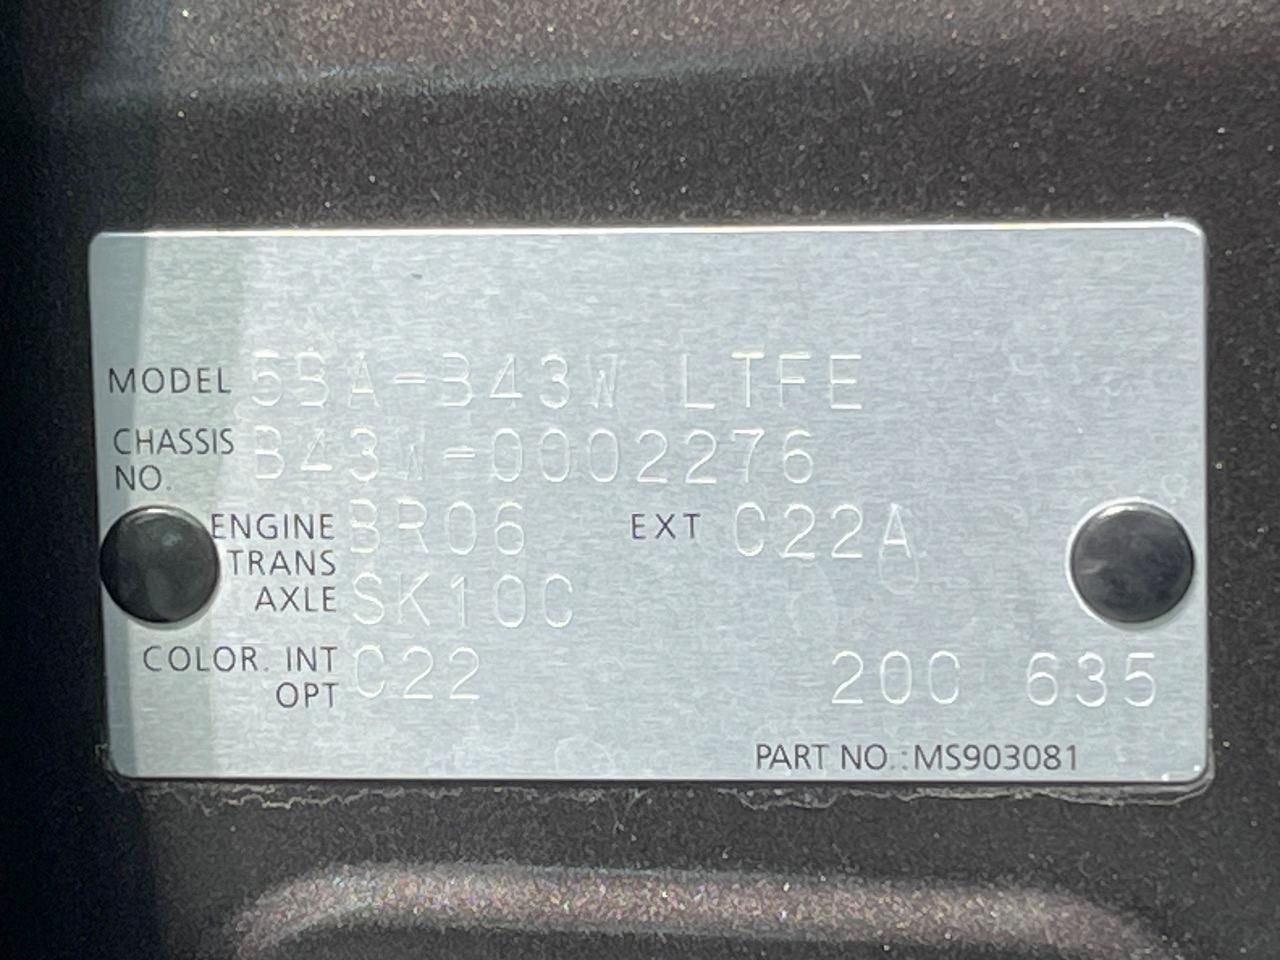 MODEL 5BA-B43W LTFE
CHASSIS NO. B43W-0002276
ENGINE BR06 EXT C22A
TRANS AXLE SK10C
COLOR. INT C22 20C 635
OPT
PART NO.:MS903081